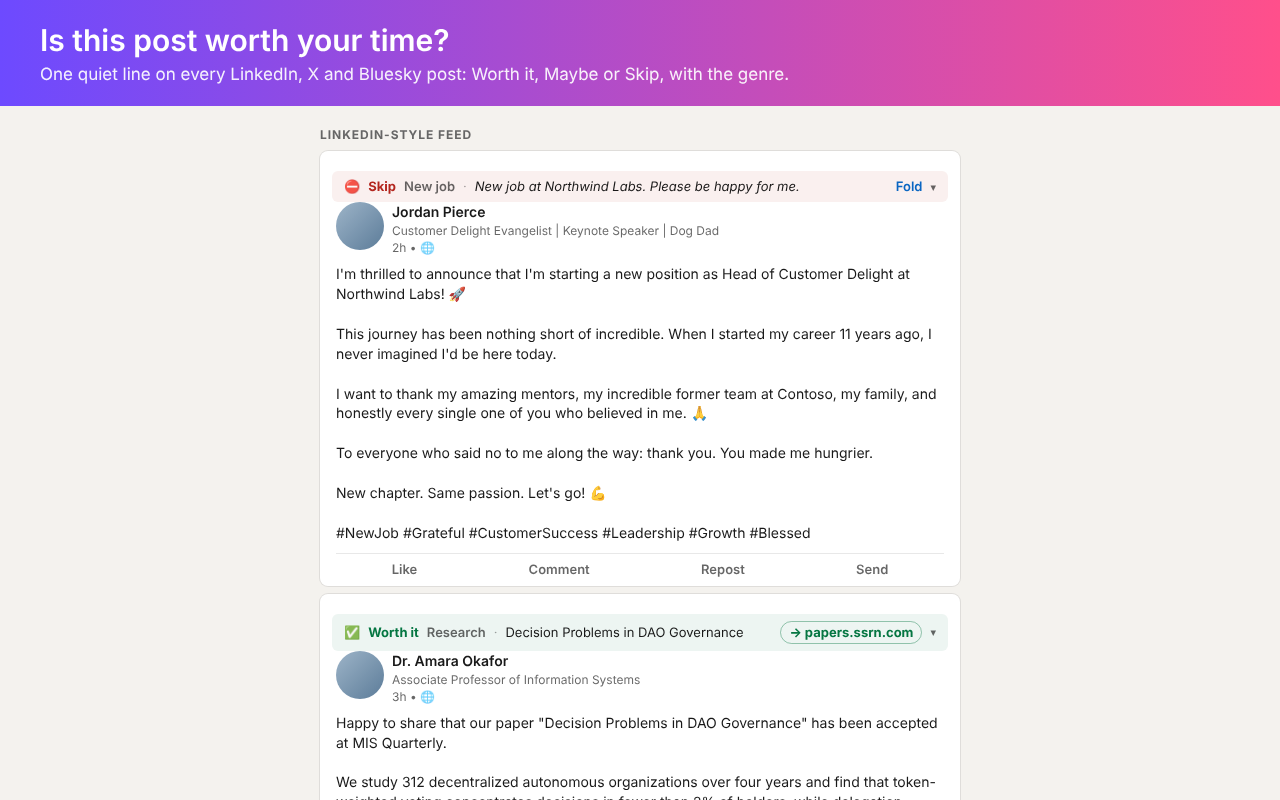 Is this post worth your time?
One quiet line on every LinkedIn, X and Bluesky post: Worth it, Maybe or Skip, with the genre.
LINKEDIN-STYLE FEED
⛔ Skip New job · New job at Northwind Labs. Please be happy for me. Fold ▾
Jordan Pierce
Customer Delight Evangelist | Keynote Speaker | Dog Dad
2h • 🌐
I'm thrilled to announce that I'm starting a new position as Head of Customer Delight at
Northwind Labs! 🚀
This journey has been nothing short of incredible. When I started my career 11 years ago, I
never imagined I'd be here today.
I want to thank my amazing mentors, my incredible former team at Contoso, my family, and
honestly every single one of you who believed in me. 🙏
To everyone who said no to me along the way: thank you. You made me hungrier.
New chapter. Same passion. Let's go! 💪
#NewJob #Grateful #CustomerSuccess #Leadership #Growth #Blessed
Like Comment Repost Send
✅ Worth it Research · Decision Problems in DAO Governance → papers.ssrn.com ▾
Dr. Amara Okafor
Associate Professor of Information Systems
3h • 🌐
Happy to share that our paper "Decision Problems in DAO Governance" has been accepted
at MIS Quarterly.
We study 312 decentralized autonomous organizations over four years and find that token-